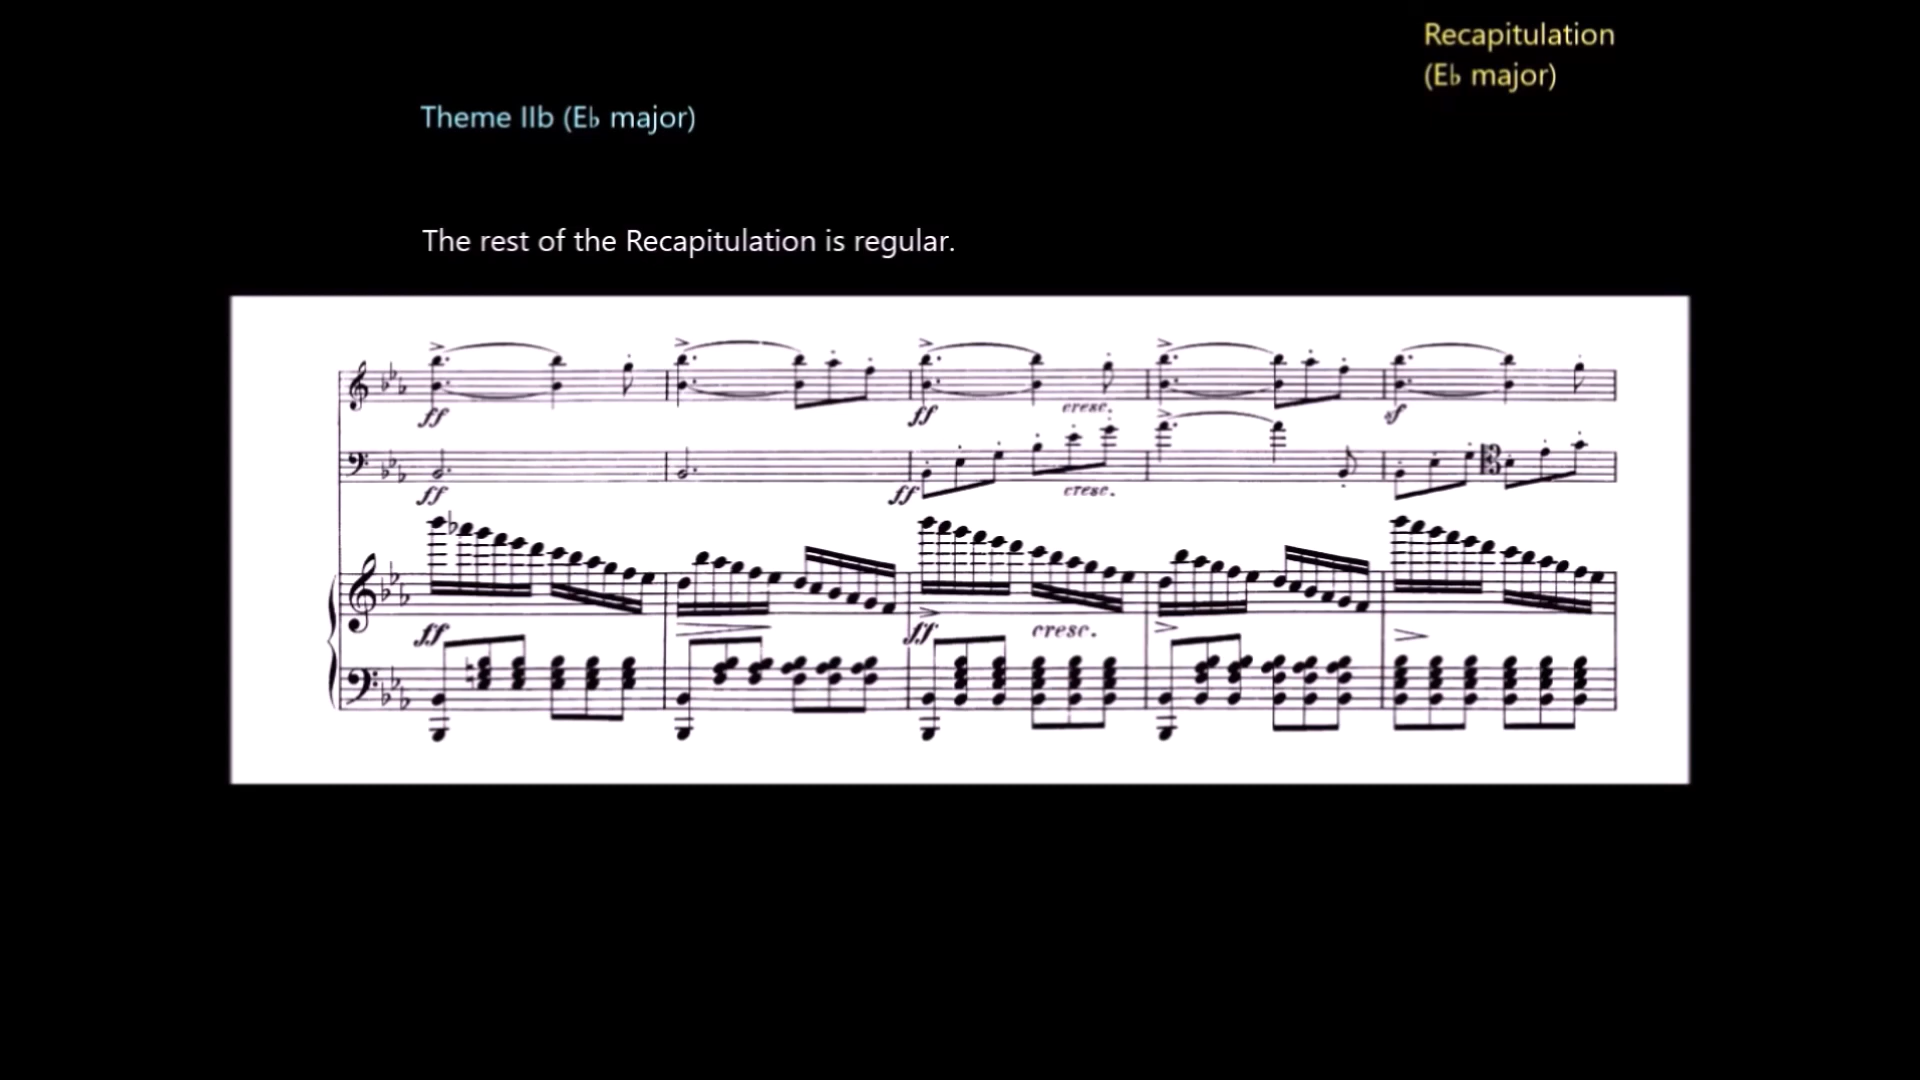 Recapitulation
(E♭ major)
Theme IIb (E♭ major)
The rest of the Recapitulation is regular.
ff ff cresc. sf
ff ff cresc.
ff ff cresc.